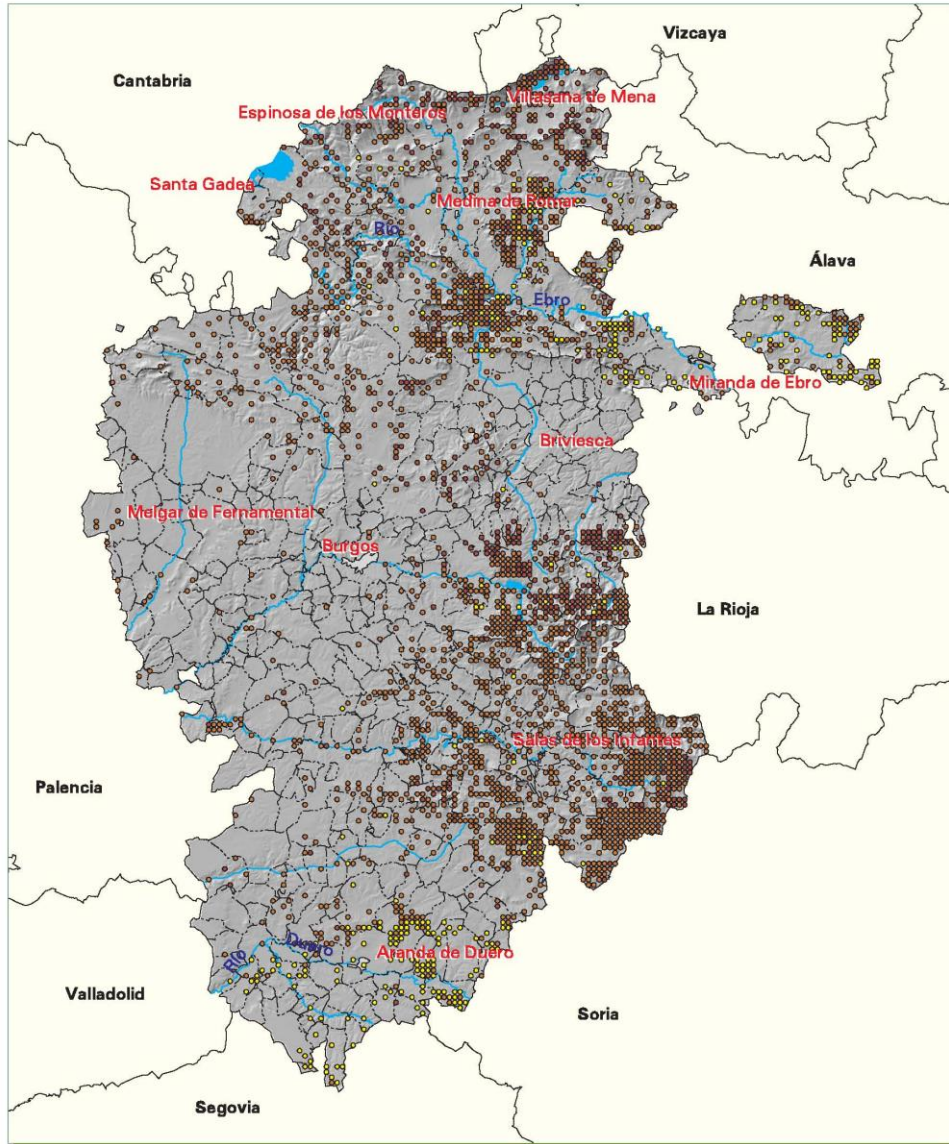 Vizcaya
Cantabria
Villasana de Mena
Espinosa de los Monteros
Santa Gadea
Medina de Pomar
Río
Álava
Ebro
Miranda de Ebro
Briviesca
Melgar de Fernamental
Burgos
La Rioja
Salas de los Infantes
Palencia
Duero
Aranda de Duero
Río
Valladolid
Soria
Segovia